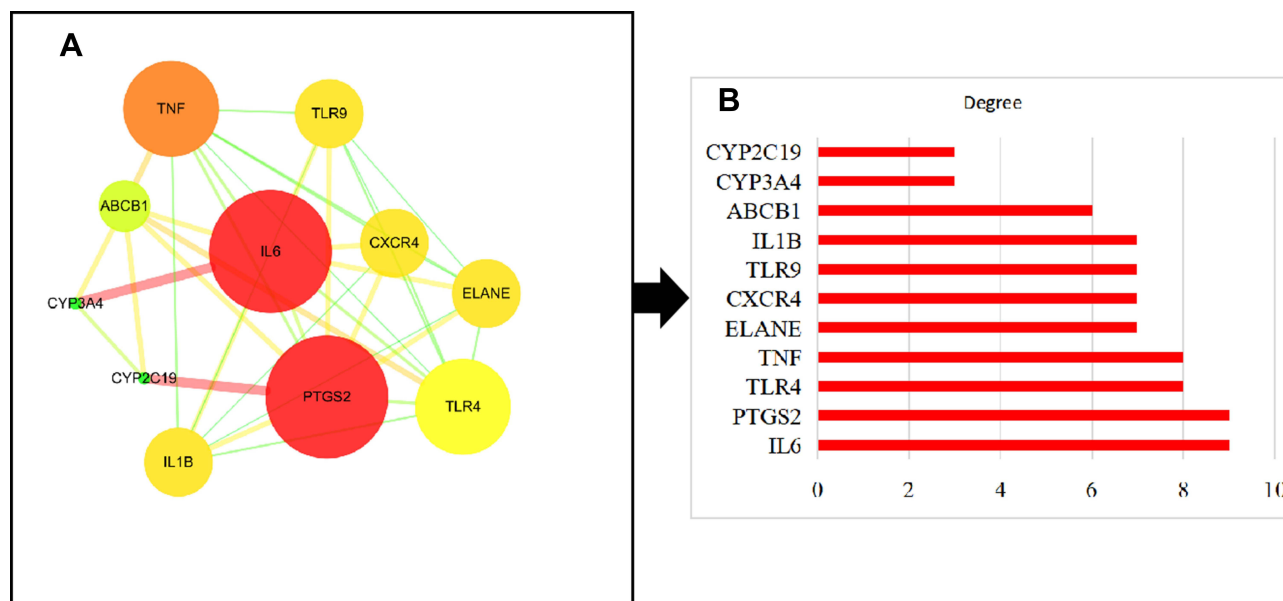 A
TNF
TLR9
ABCB1
IL6
CXCR4
ELANE
CYP3A4
CYP2C19
PTGS2
TLR4
IL1B
B
Degree
CYP2C19
CYP3A4
ABCB1
IL1B
TLR9
CXCR4
ELANE
TNF
TLR4
PTGS2
IL6
0 2 4 6 8 10